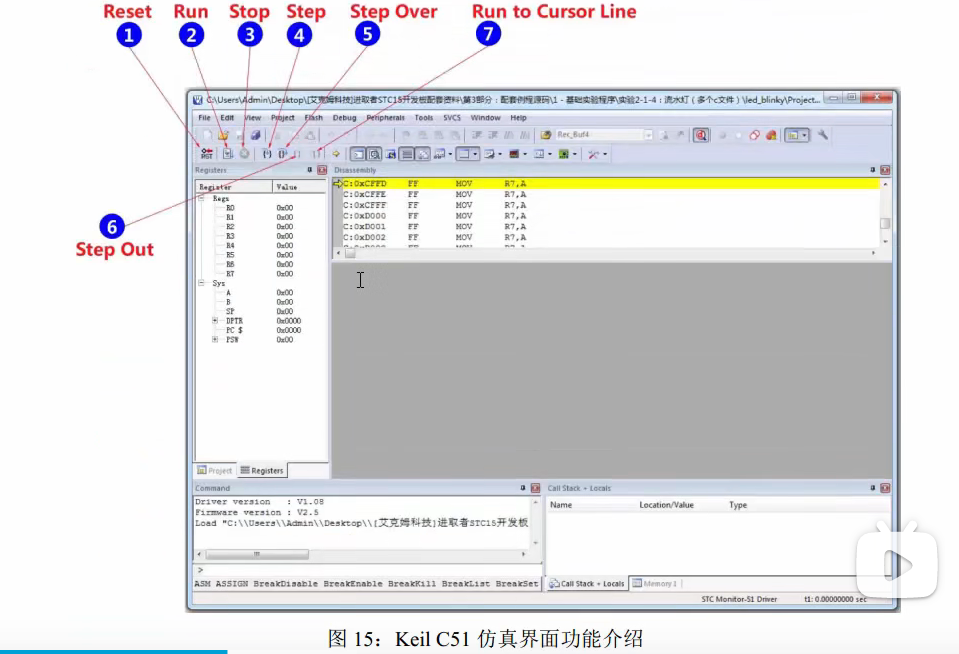 Reset Run Stop Step Step Over Run to Cursor Line
1 2 3 4 5 7
C:\Users\Admin\Desktop\[艾克姆科技]进取者STC15开发板配套资料\第3部分:配套例程源码\1 - 基础实验程序\实验2-1-4:流水灯(多个c文件)\led_blinky\Project...
File Edit View Project Flash Debug Peripherals Tools SVCS Window Help
Rec_Buf4
RST
Registers
Disassembly
Register Value
Regs
R0 0x00
R1 0x00
R2 0x00
R3 0x00
R4 0x00
R5 0x00
R6 0x00
R7 0x00
Sys
A 0x00
B 0x00
SP 0x00
DPTR 0x0000
PC $ 0x0000
PSW 0x00
C:0xCFFD FF MOV R7,A
C:0xCFFE FF MOV R7,A
C:0xCFFF FF MOV R7,A
C:0xD000 FF MOV R7,A
C:0xD001 FF MOV R7,A
C:0xD002 FF MOV R7,A
6
Step Out
Project Registers
Command
Driver version : V1.08
Firmware version : V2.5
Load "C:\\Users\\Admin\\Desktop\\[艾克姆科技]进取者STC15开发板
>
ASM ASSIGN BreakDisable BreakEnable BreakKill BreakList BreakSet
Call Stack + Locals
Name Location/Value Type
Call Stack + Locals Memory 1
STC Monitor-51 Driver t1: 0.00000000 sec
图 15:Keil C51 仿真界面功能介绍